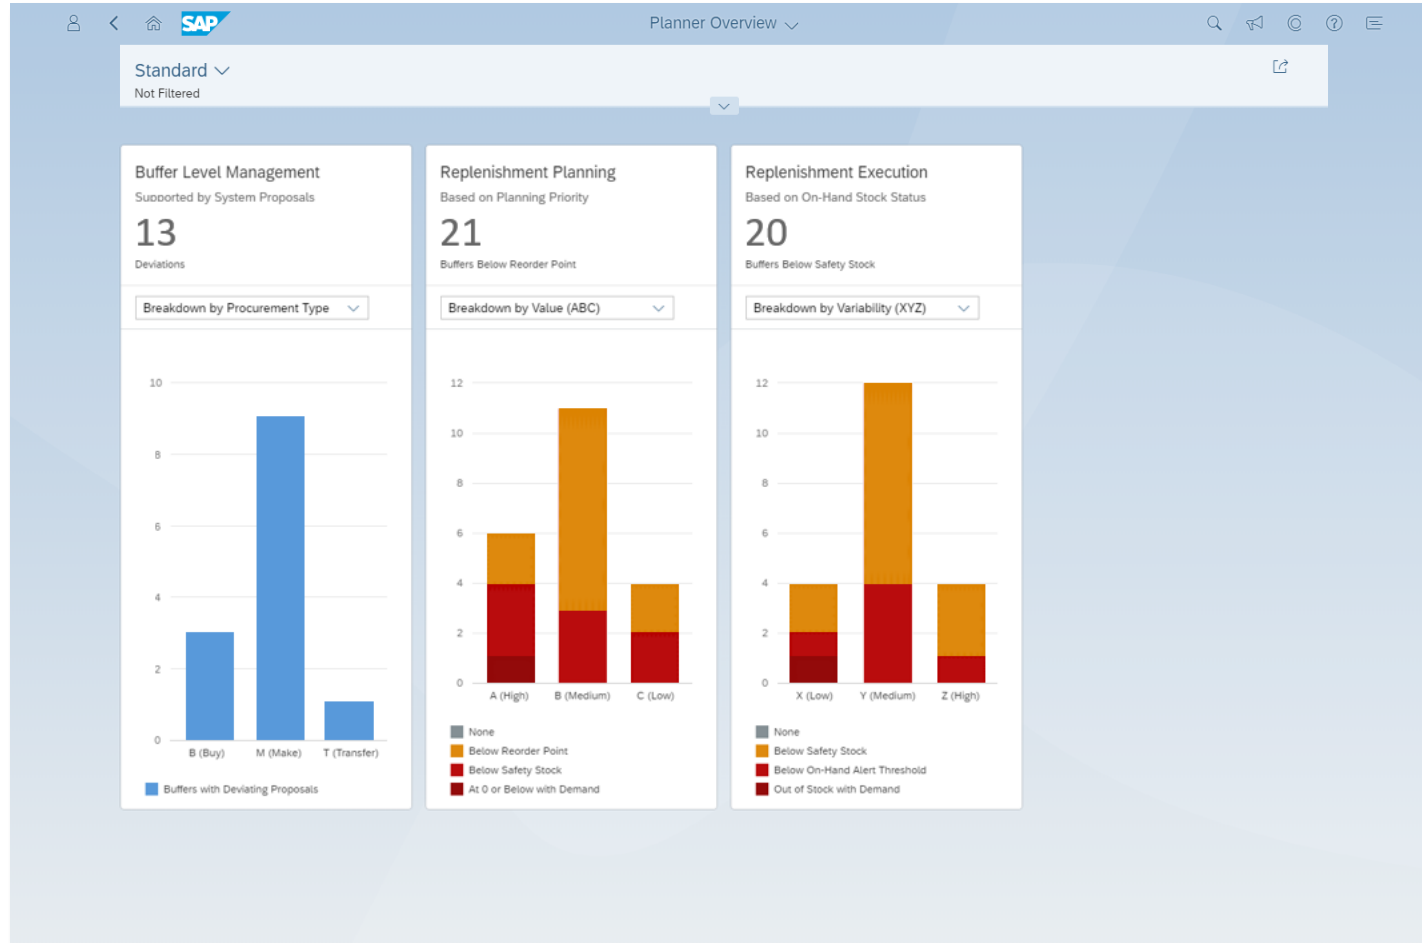 SAP
Planner Overview
Standard
Not Filtered
Buffer Level Management
Supported by System Proposals
13
Deviations
Breakdown by Procurement Type
10
8
6
4
2
0
B (Buy) M (Make) T (Transfer)
Buffers with Deviating Proposals
Replenishment Planning
Based on Planning Priority
21
Buffers Below Reorder Point
Breakdown by Value (ABC)
12
10
8
6
4
2
0
A (High) B (Medium) C (Low)
None
Below Reorder Point
Below Safety Stock
At 0 or Below with Demand
Replenishment Execution
Based on On-Hand Stock Status
20
Buffers Below Safety Stock
Breakdown by Variability (XYZ)
12
10
8
6
4
2
0
X (Low) Y (Medium) Z (High)
None
Below Safety Stock
Below On-Hand Alert Threshold
Out of Stock with Demand